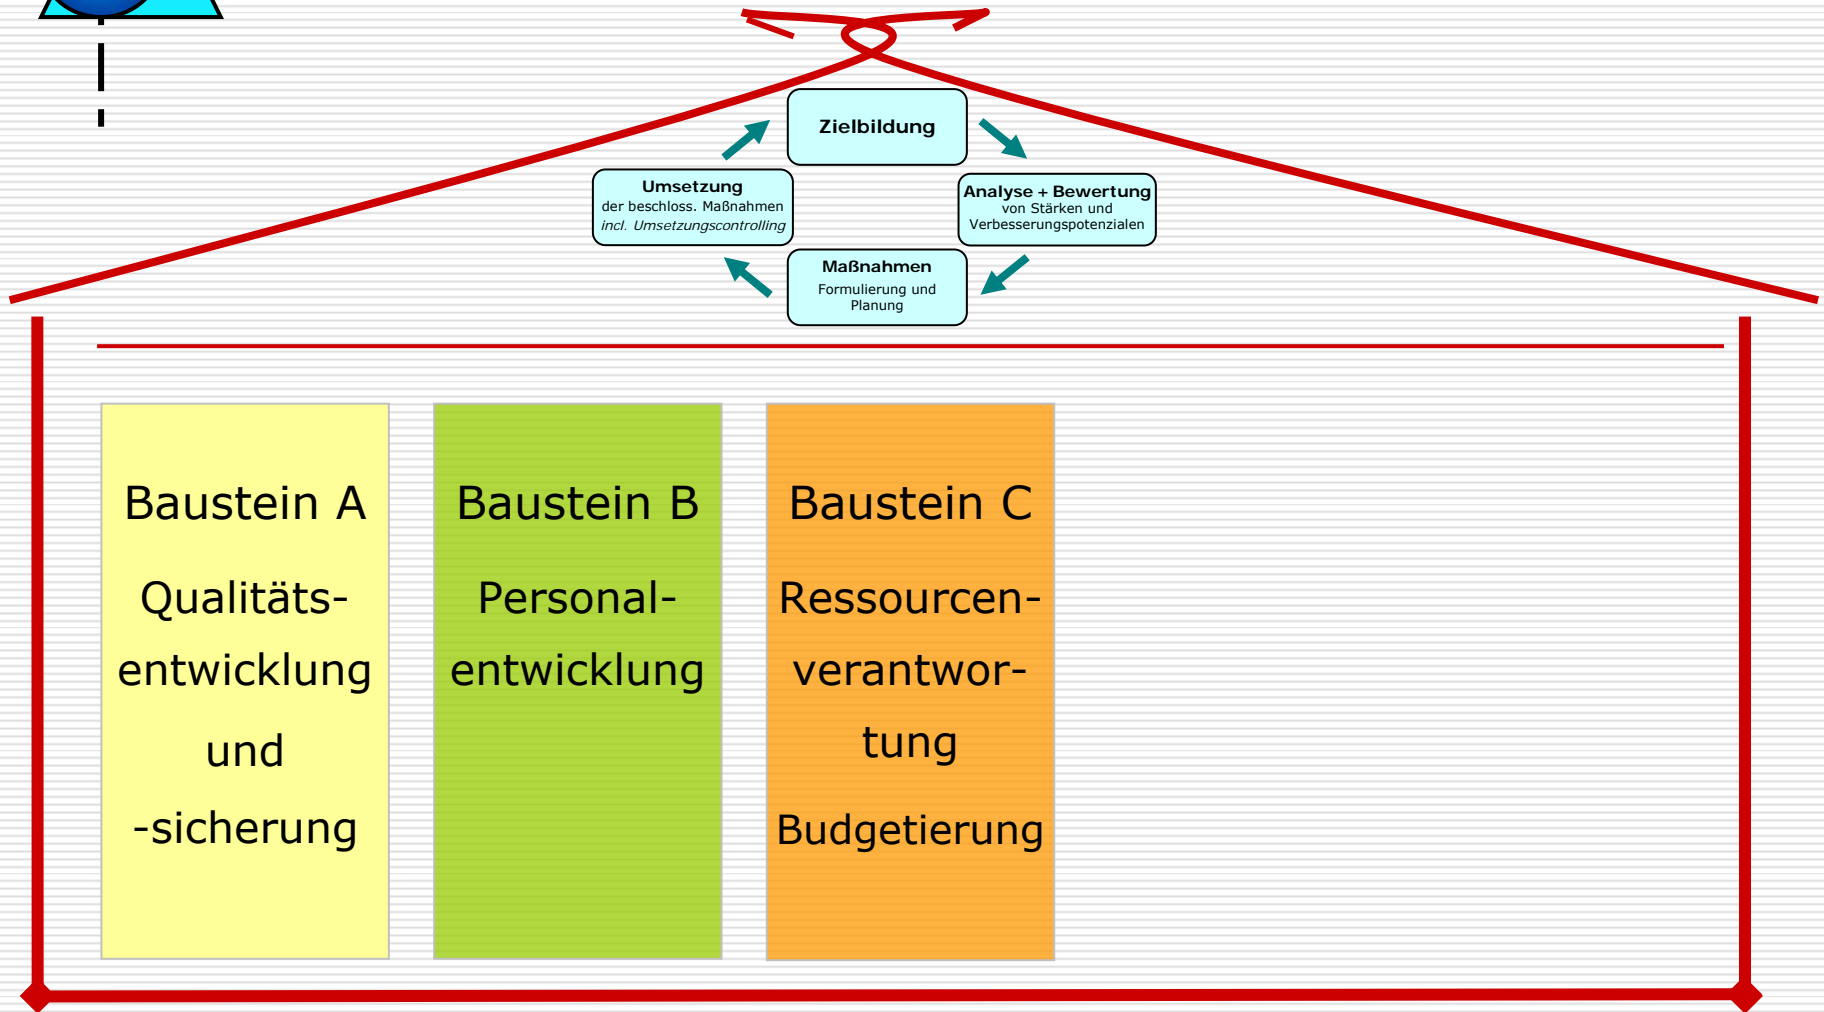 Zielbildung
Umsetzung
der beschloss. Maßnahmen
incl. Umsetzungscontrolling
Analyse + Bewertung
von Stärken und
Verbesserungspotenzialen
Maßnahmen
Formulierung und
Planung
Baustein A
Qualitäts-
entwicklung
und
-sicherung
Baustein B
Personal-
entwicklung
Baustein C
Ressourcen-
verantwor-
tung
Budgetierung